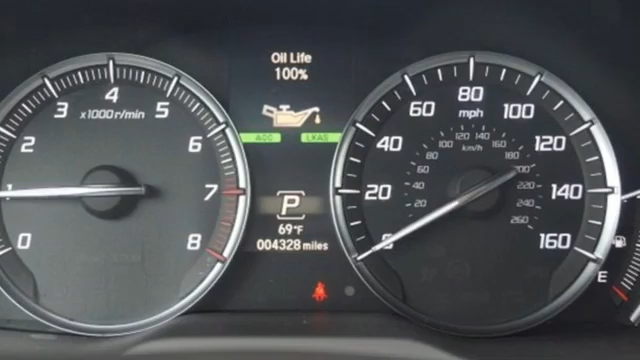 Oil Life
100%
ACC LKAS
P
69°F
004328 miles
0 1 2 3 4 5 6 7 8
x1000r/min
0 20 40 60 80 100 120 140 160
mph
20 40 60 80 100 120 140 160 180 200 220 240 260
km/h
E